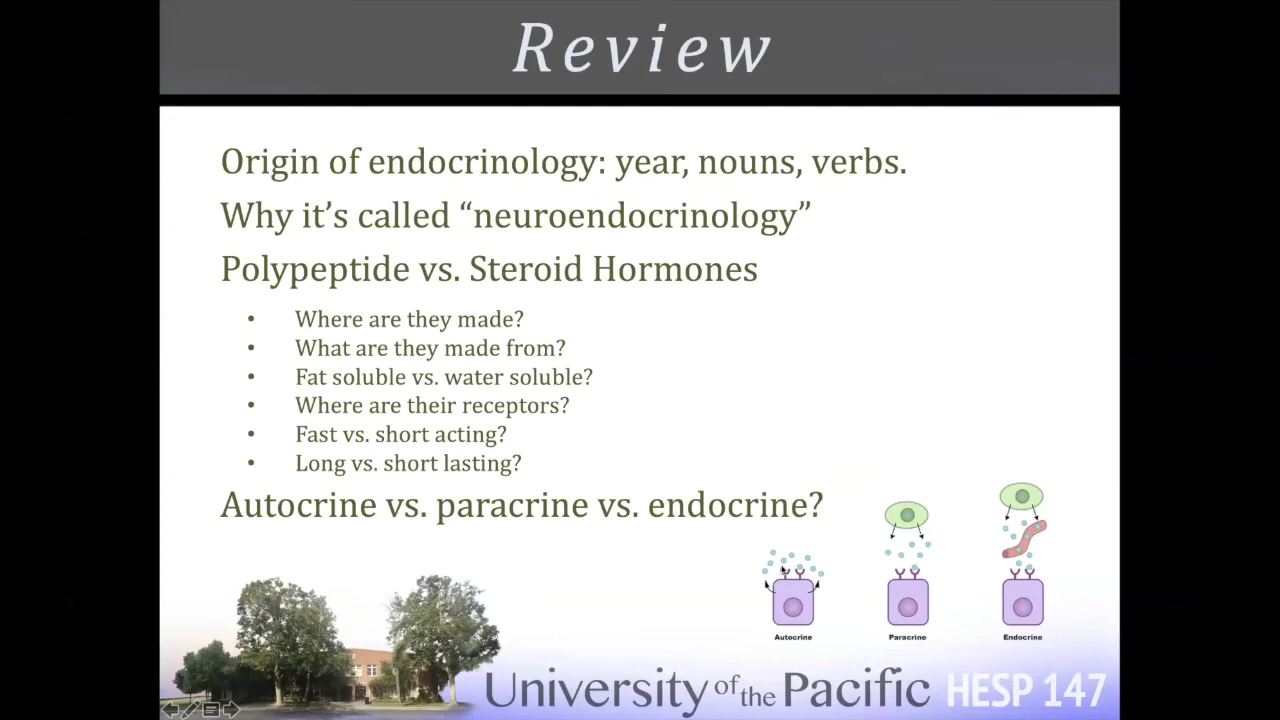 Review
Origin of endocrinology: year, nouns, verbs.
Why it’s called “neuroendocrinology”
Polypeptide vs. Steroid Hormones
• Where are they made?
• What are they made from?
• Fat soluble vs. water soluble?
• Where are their receptors?
• Fast vs. short acting?
• Long vs. short lasting?
Autocrine vs. paracrine vs. endocrine?
Autocrine
Paracrine
Endocrine
University of the Pacific HESP 147